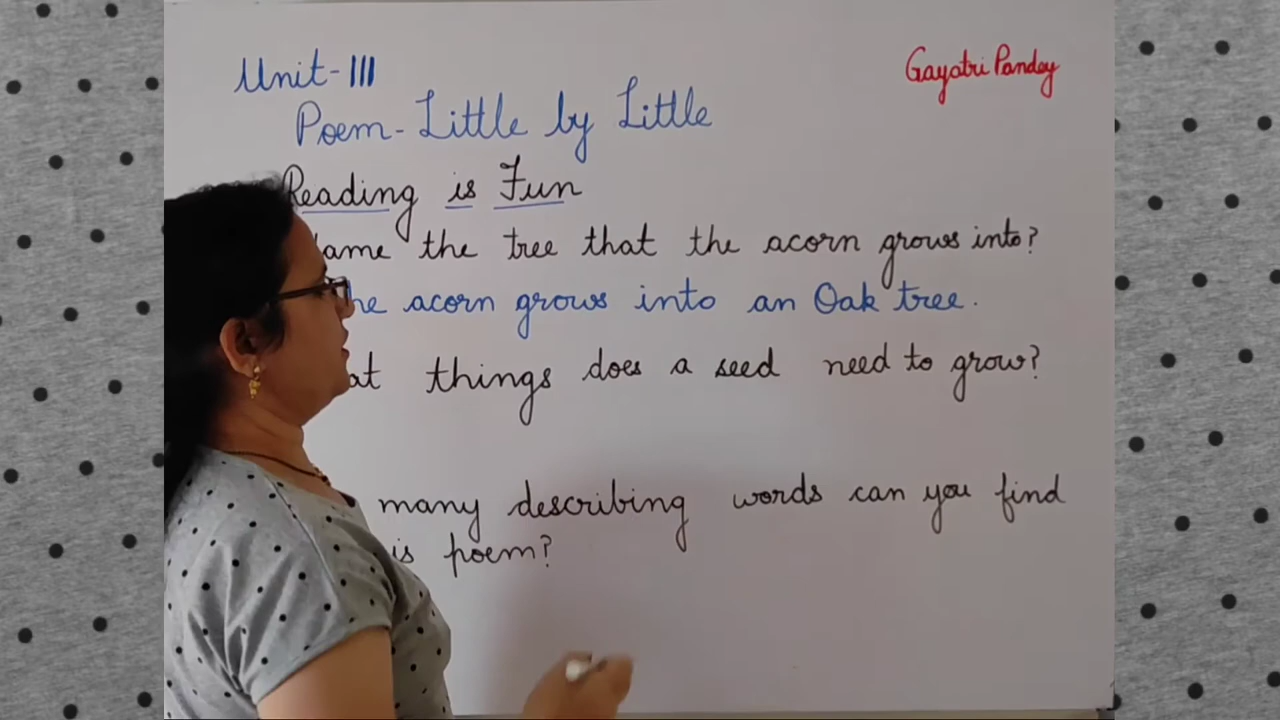 Unit-III
Gayatri Pandey
Poem-Little by Little
Reading is Fun
ame the tree that the acorn grows into?
he acorn grows into an Oak tree.
at things does a seed need to grow?
many describing words can you find
is poem?